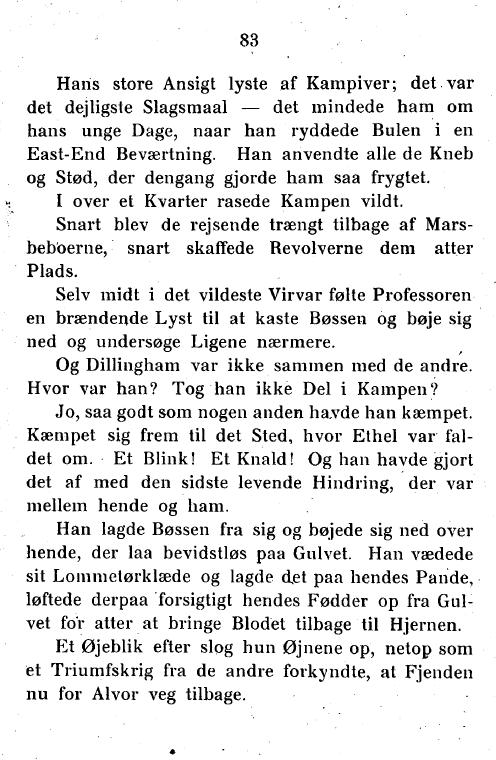 83
Hans store Ansigt lyste af Kampiver; det var
det dejligste Slagsmaal — det mindede ham om
hans unge Dage, naar han ryddede Bulen i en
East-End Beværtning. Han anvendte alle de Kneb
og Stød, der dengang gjorde ham saa frygtet.
I over et Kvarter rasede Kampen vildt.
Snart blev de rejsende trængt tilbage af Mars-
beboerne, snart skaffede Revolverne dem atter
Plads.
Selv midt i det vildeste Virvar følte Professoren
en brændende Lyst til at kaste Bøssen og bøje sig
ned og undersøge Ligene nærmere.
Og Dillingham var ikke sammen med de andre.
Hvor var han? Tog han ikke Del i Kampen?
Jo, saa godt som nogen anden havde han kæmpet.
Kæmpet sig frem til det Sted, hvor Ethel var fal-
det om. Et Blink! Et Knald! Og han havde gjort
det af med den sidste levende Hindring, der var
mellem hende og ham.
Han lagde Bøssen fra sig og bøjede sig ned over
hende, der laa bevidstløs paa Gulvet. Han vædede
sit Lommetørklæde og lagde det paa hendes Pande,
løftede derpaa forsigtigt hendes Fødder op fra Gul-
vet for atter at bringe Blodet tilbage til Hjernen.
Et Øjeblik efter slog hun Øjnene op, netop som
et Triumfskrig fra de andre forkyndte, at Fjenden
nu for Alvor veg tilbage.